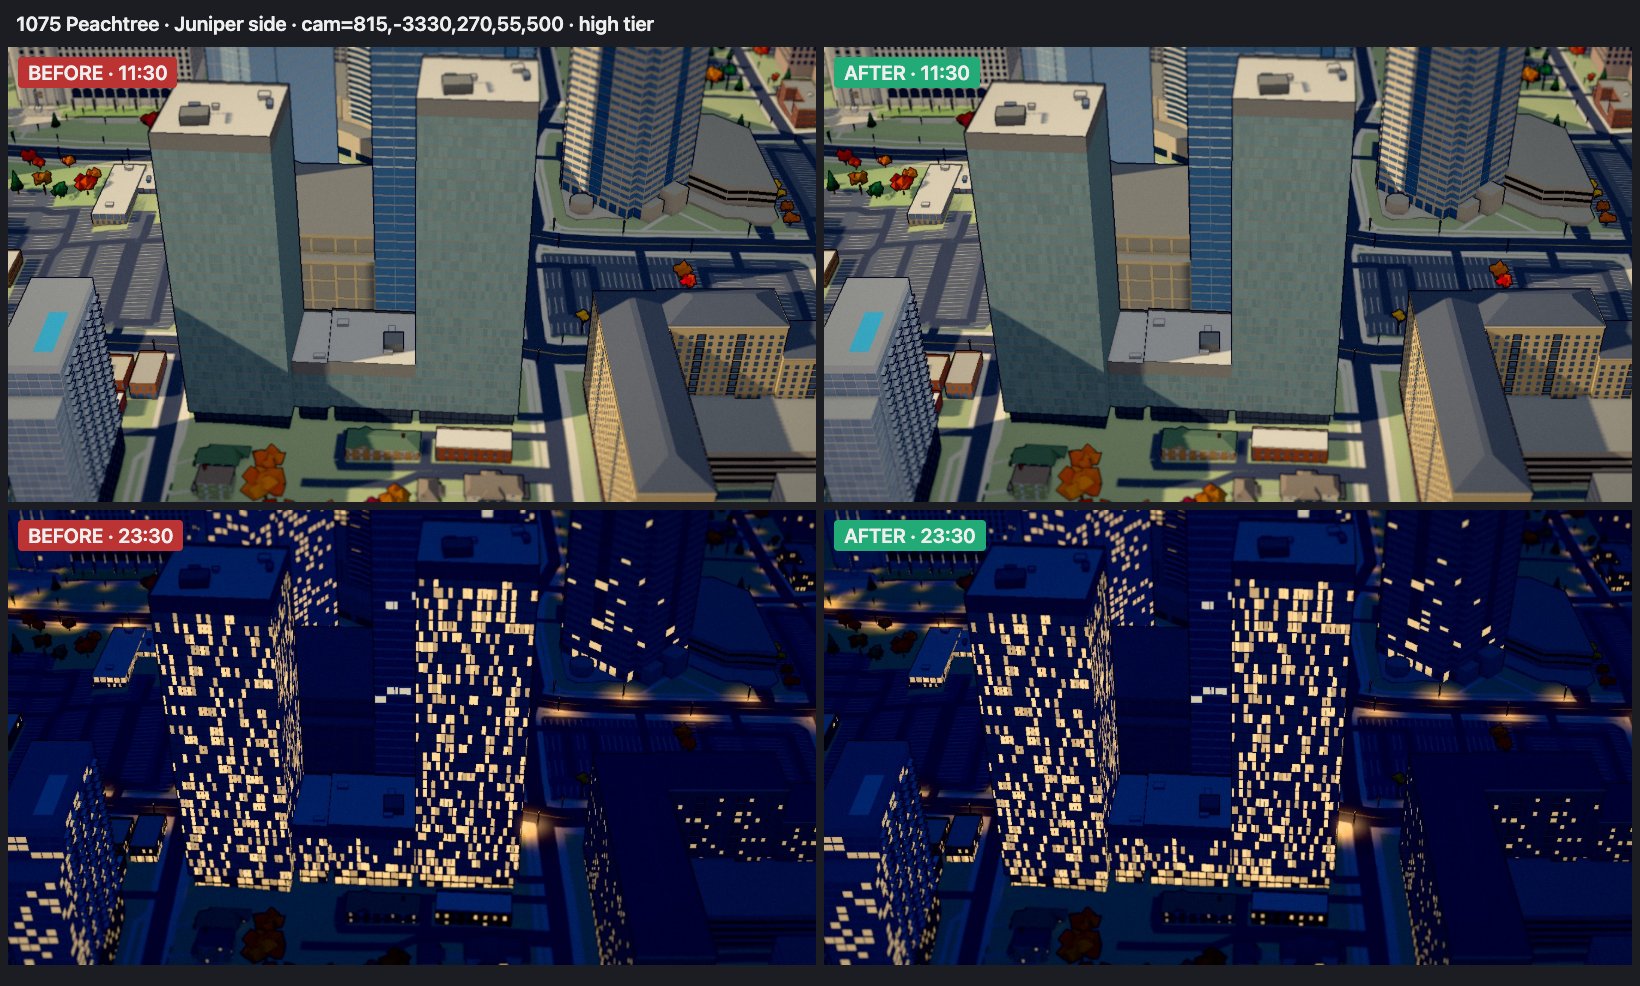 1075 Peachtree · Juniper side · cam=815,-3330,270,55,500 · high tier
BEFORE · 11:30
AFTER · 11:30
BEFORE · 23:30
AFTER · 23:30